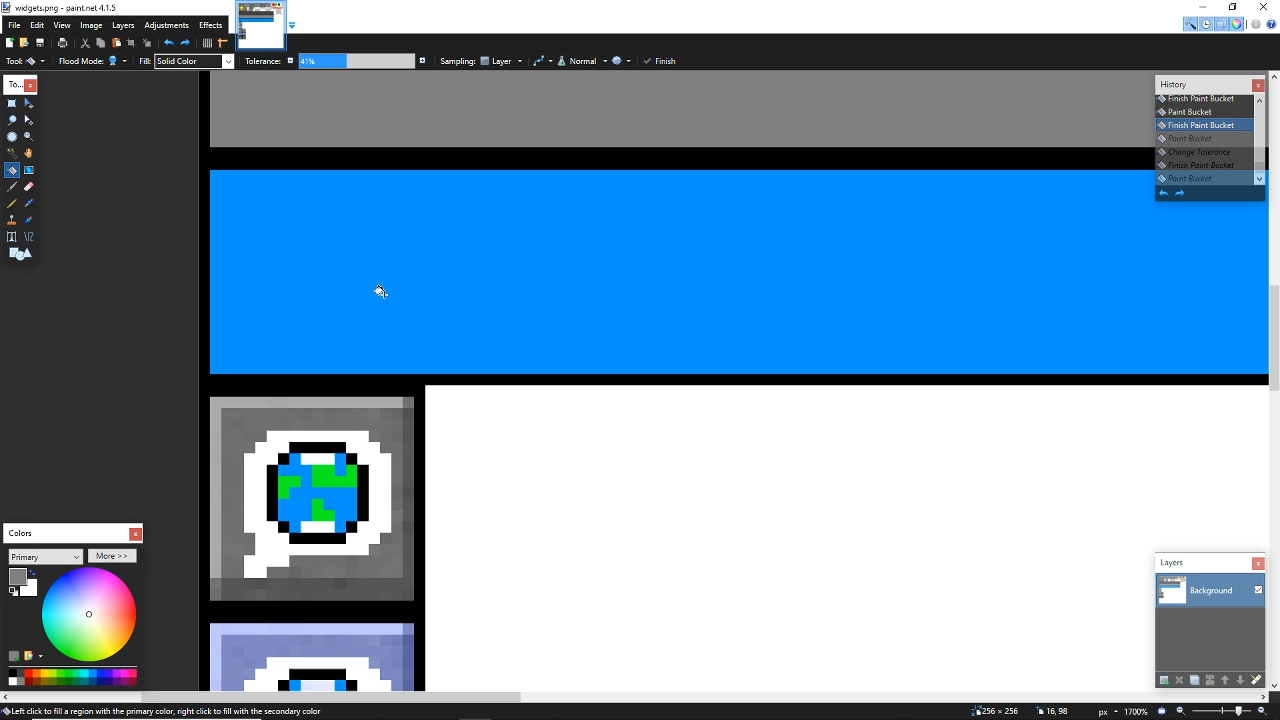 widgets.png - paint.net 4.1.5
File Edit View Image Layers Adjustments Effects
Tool: Flood Mode: Fill: Solid Color Tolerance: 41% Sampling: Layer Normal Finish
To...
History
Finish Paint Bucket
Paint Bucket
Finish Paint Bucket
Paint Bucket
Change Tolerance
Finish Paint Bucket
Paint Bucket
Colors
Primary More >>
Layers
Background
Left click to fill a region with the primary color, right click to fill with the secondary color 256 × 256 16, 98 px 1700%